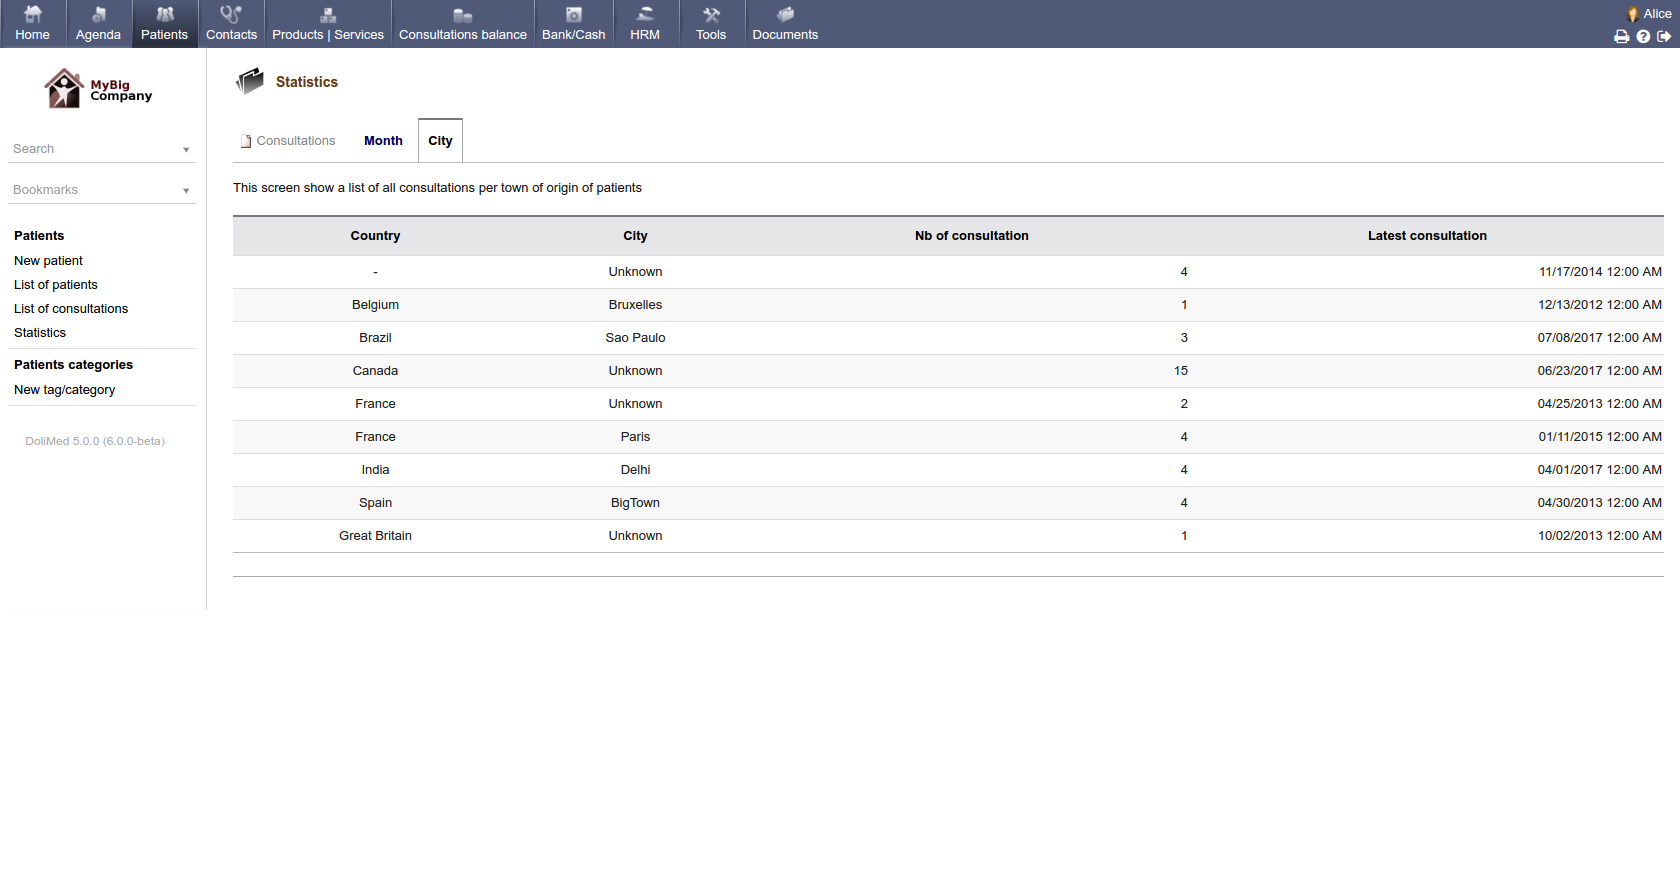 Home Agenda Patients Contacts Products | Services Consultations balance Bank/Cash HRM Tools Documents Alice
MyBig
Company
Search
Bookmarks
Patients
New patient
List of patients
List of consultations
Statistics
Patients categories
New tag/category
DoliMed 5.0.0 (6.0.0-beta)
Statistics
Consultations Month City
This screen show a list of all consultations per town of origin of patients
Country City Nb of consultation Latest consultation
- Unknown 4 11/17/2014 12:00 AM
Belgium Bruxelles 1 12/13/2012 12:00 AM
Brazil Sao Paulo 3 07/08/2017 12:00 AM
Canada Unknown 15 06/23/2017 12:00 AM
France Unknown 2 04/25/2013 12:00 AM
France Paris 4 01/11/2015 12:00 AM
India Delhi 4 04/01/2017 12:00 AM
Spain BigTown 4 04/30/2013 12:00 AM
Great Britain Unknown 1 10/02/2013 12:00 AM